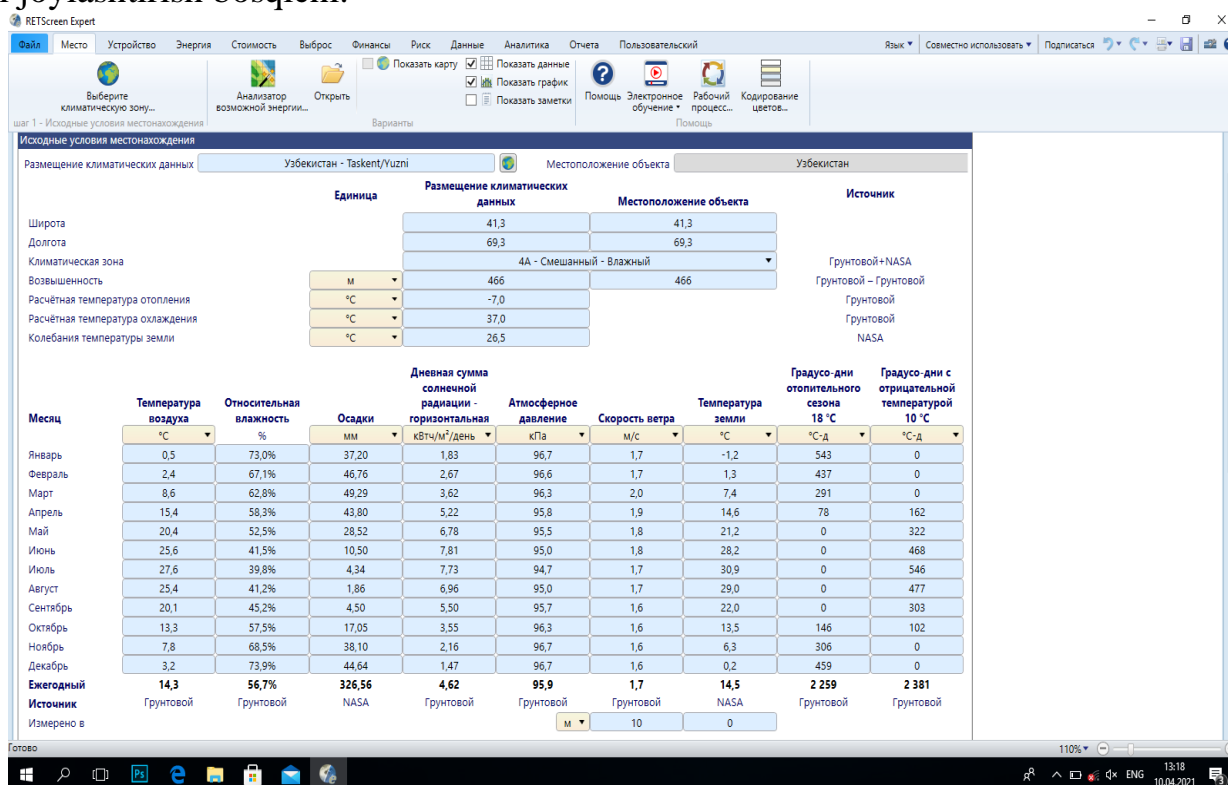 i joylashtirish bosqichi.
RETScreen Expert
Файл Место Устройство Энергия Стоимость Выброс Финансы Риск Данные Аналитика Отчета Пользовательский Язык Совместно использовать Подписаться
Выберите климатическую зону...
Анализатор возможной энергии...
Открыть
Показать карту Показать данные
Показать график
Показать заметки
Помощь Электронное обучение Рабочий процесс... Кодирование цветов...
шаг 1 - Исходные условия местонахождения Варианты Помощь
Исходные условия местонахождения
Размещение климатических данных Узбекистан - Taskent/Yuzni Местоположение объекта Узбекистан
Единица Размещение климатических данных Местоположение объекта Источник
Широта 41,3 41,3
Долгота 69,3 69,3
Климатическая зона 4A - Смешанный - Влажный Грунтовой+NASA
Возвышенность м 466 466 Грунтовой – Грунтовой
Расчётная температура отопления °C -7,0 Грунтовой
Расчётная температура охлаждения °C 37,0 Грунтовой
Колебания температуры земли °C 26,5 NASA
Месяц Температура воздуха Относительная влажность Осадки Дневная сумма солнечной радиации - горизонтальная Атмосферное давление Скорость ветра Температура земли Градусо-дни отопительного сезона 18 °C Градусо-дни с отрицательной температурой 10 °C
°C % мм кВтч/м²/день кПа м/с °C °C-д °C-д
Январь 0,5 73,0% 37,20 1,83 96,7 1,7 -1,2 543 0
Февраль 2,4 67,1% 46,76 2,67 96,6 1,7 1,3 437 0
Март 8,6 62,8% 49,29 3,62 96,3 2,0 7,4 291 0
Апрель 15,4 58,3% 43,80 5,22 95,8 1,9 14,6 78 162
Май 20,4 52,5% 28,52 6,78 95,5 1,8 21,2 0 322
Июнь 25,6 41,5% 10,50 7,81 95,0 1,8 28,2 0 468
Июль 27,6 39,8% 4,34 7,73 94,7 1,7 30,9 0 546
Август 25,4 41,2% 1,86 6,96 95,0 1,7 29,0 0 477
Сентябрь 20,1 45,2% 4,50 5,50 95,7 1,6 22,0 0 303
Октябрь 13,3 57,5% 17,05 3,55 96,3 1,6 13,5 146 102
Ноябрь 7,8 68,5% 38,10 2,16 96,7 1,6 6,3 306 0
Декабрь 3,2 73,9% 44,64 1,47 96,7 1,6 0,2 459 0
Ежегодный 14,3 56,7% 326,56 4,62 95,9 1,7 14,5 2 259 2 381
Источник Грунтовой Грунтовой NASA Грунтовой Грунтовой Грунтовой NASA Грунтовой Грунтовой
Измерено в м 10 0
Готово 110%
Ps ENG 13:18
10.04.2021 3